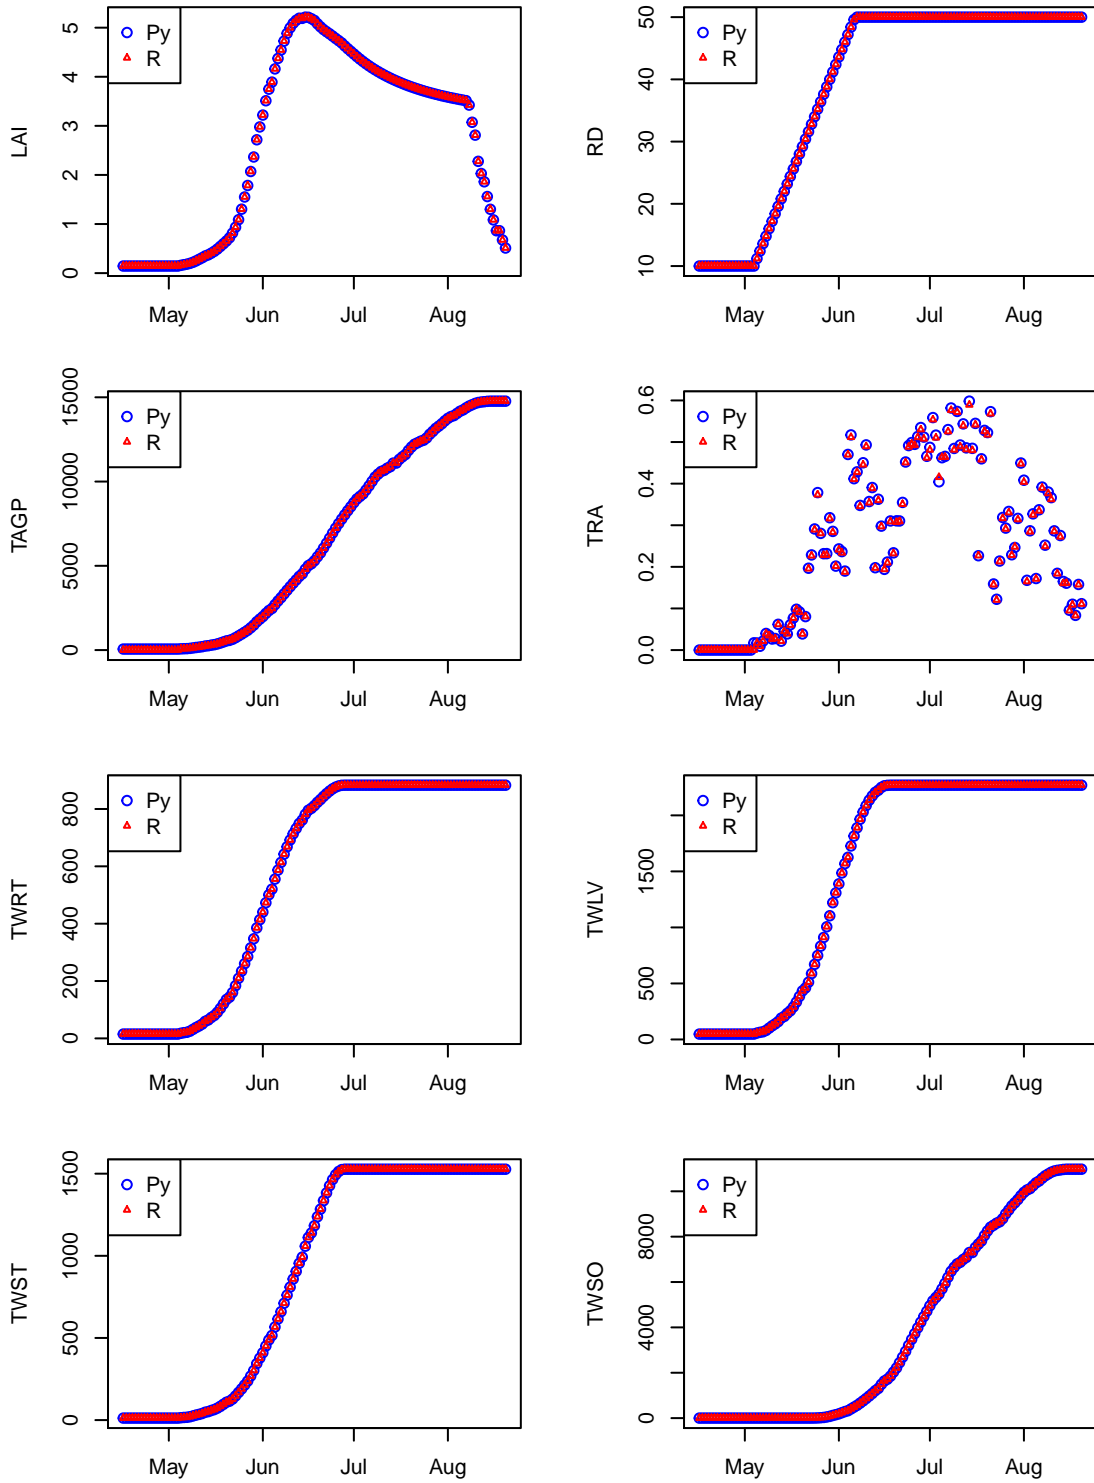 LAI
0 1 2 3 4 5
Py
R
May Jun Jul Aug
RD
10 20 30 40 50
Py
R
May Jun Jul Aug
TAGP
0 5000 10000 15000
Py
R
May Jun Jul Aug
TRA
0.0 0.2 0.4 0.6
Py
R
May Jun Jul Aug
TWRT
0 200 400 600 800
Py
R
May Jun Jul Aug
TWLV
0 500 1500
Py
R
May Jun Jul Aug
TWST
0 500 1000 1500
Py
R
May Jun Jul Aug
TWSO
0 4000 8000
Py
R
May Jun Jul Aug